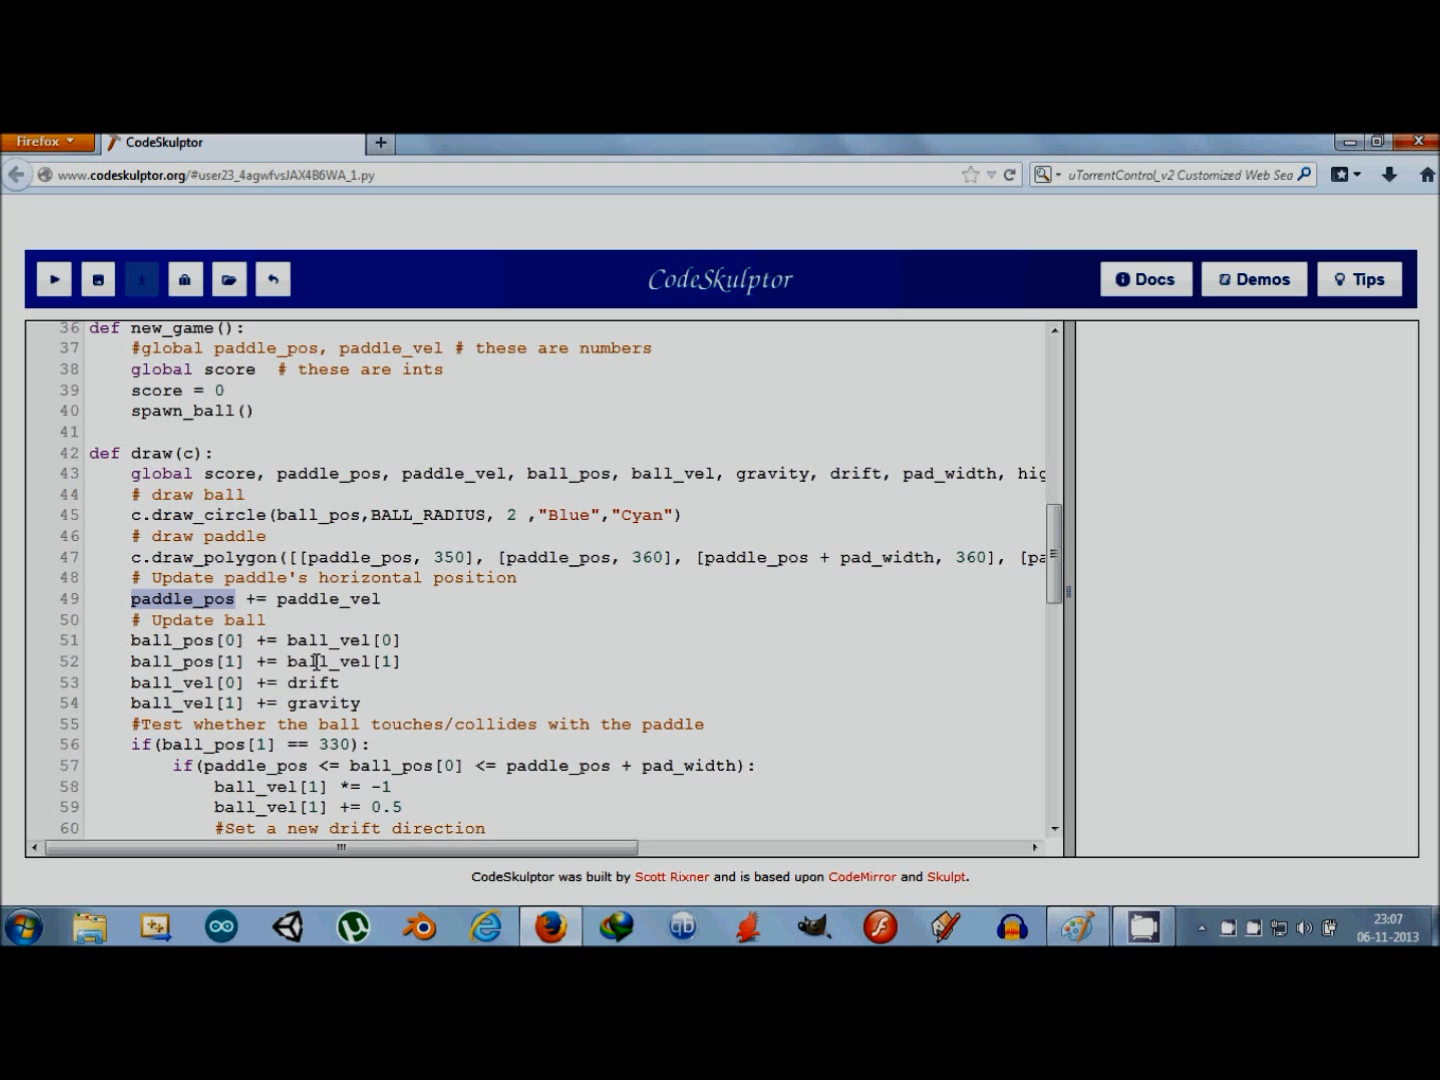 Firefox
CodeSkulptor
www.codeskulptor.org/#user23_4agwfvsJAX4B6WA_1.py
uTorrentControl_v2 Customized Web Sea
CodeSkulptor
Docs
Demos
Tips
36 def new_game():
37 #global paddle_pos, paddle_vel # these are numbers
38 global score # these are ints
39 score = 0
40 spawn_ball()
41
42 def draw(c):
43 global score, paddle_pos, paddle_vel, ball_pos, ball_vel, gravity, drift, pad_width, hig
44 # draw ball
45 c.draw_circle(ball_pos,BALL_RADIUS, 2 ,"Blue","Cyan")
46 # draw paddle
47 c.draw_polygon([[paddle_pos, 350], [paddle_pos, 360], [paddle_pos + pad_width, 360], [pa
48 # Update paddle's horizontal position
49 paddle_pos += paddle_vel
50 # Update ball
51 ball_pos[0] += ball_vel[0]
52 ball_pos[1] += ball_vel[1]
53 ball_vel[0] += drift
54 ball_vel[1] += gravity
55 #Test whether the ball touches/collides with the paddle
56 if(ball_pos[1] == 330):
57 if(paddle_pos <= ball_pos[0] <= paddle_pos + pad_width):
58 ball_vel[1] *= -1
59 ball_vel[1] += 0.5
60 #Set a new drift direction
CodeSkulptor was built by Scott Rixner and is based upon CodeMirror and Skulpt.
23:07
06-11-2013